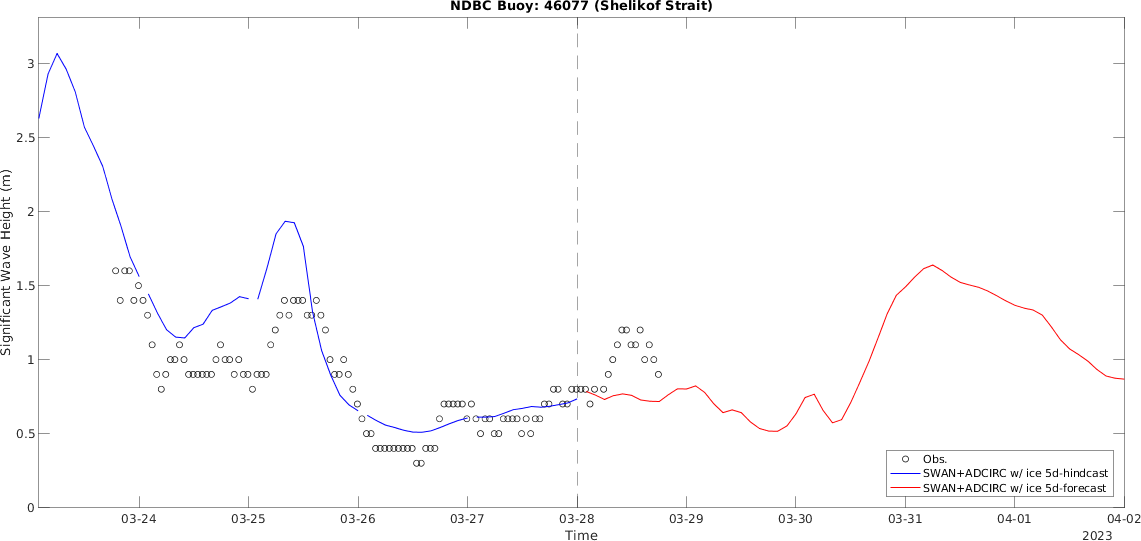 NDBC Buoy: 46077 (Shelikof Strait)
Significant Wave Height (m)
3
2.5
2
1.5
1
0.5
0
Obs.
SWAN+ADCIRC w/ ice 5d-hindcast
SWAN+ADCIRC w/ ice 5d-forecast
03-24 03-25 03-26 03-27 03-28 03-29 03-30 03-31 04-01 04-02
Time
2023